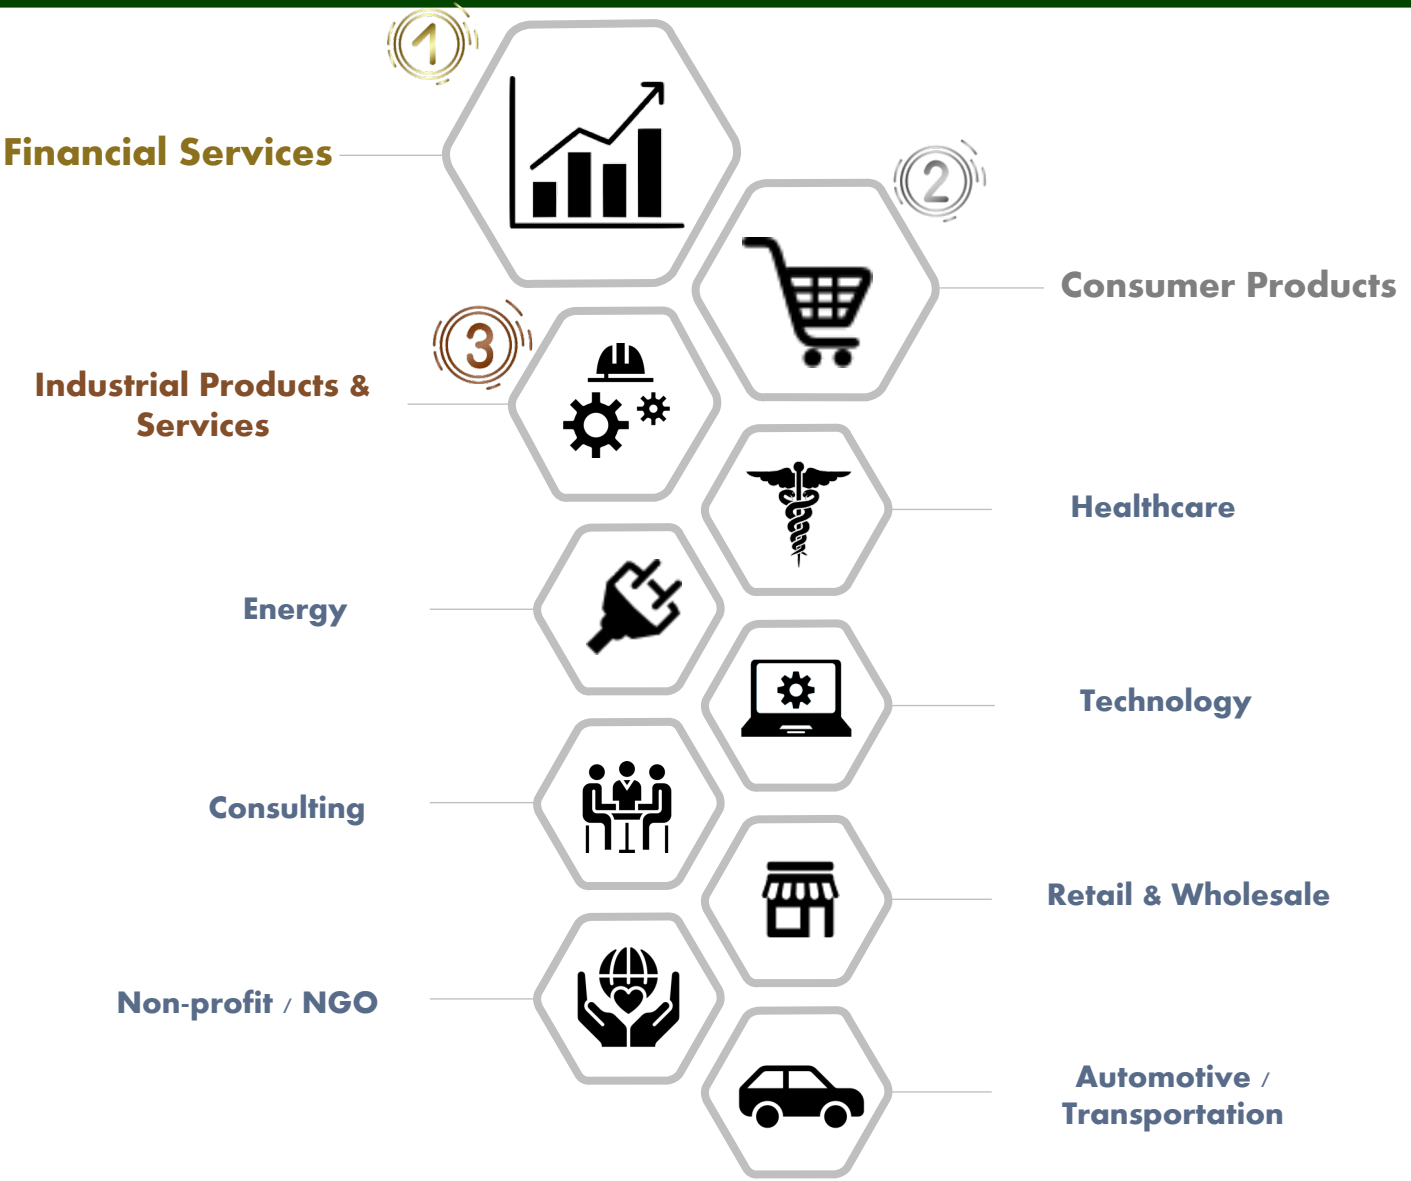 1
Financial Services
2
Consumer Products
3
Industrial Products &
Services
Healthcare
Energy
Technology
Consulting
Retail & Wholesale
Non-profit / NGO
Automotive /
Transportation